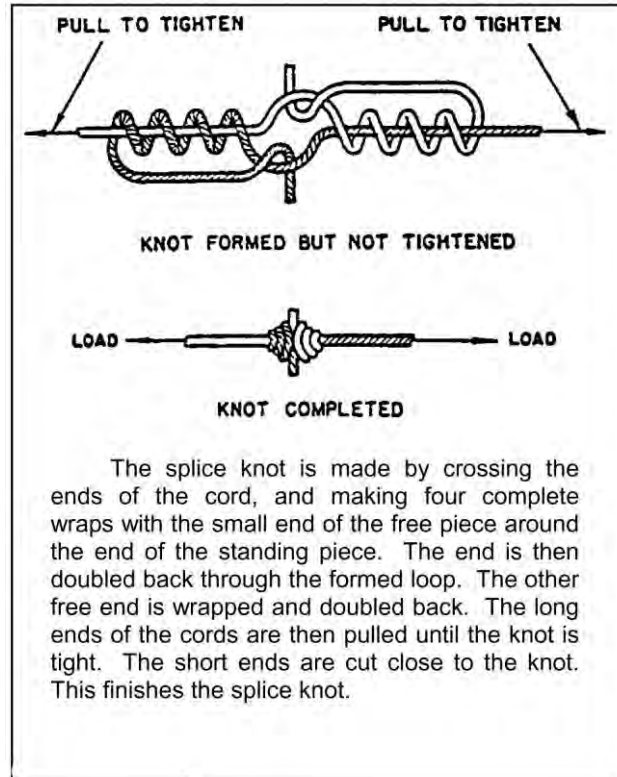 PULL TO TIGHTEN PULL TO TIGHTEN
KNOT FORMED BUT NOT TIGHTENED
LOAD LOAD
KNOT COMPLETED
The splice knot is made by crossing the
ends of the cord, and making four complete
wraps with the small end of the free piece around
the end of the standing piece. The end is then
doubled back through the formed loop. The other
free end is wrapped and doubled back. The long
ends of the cords are then pulled until the knot is
tight. The short ends are cut close to the knot.
This finishes the splice knot.